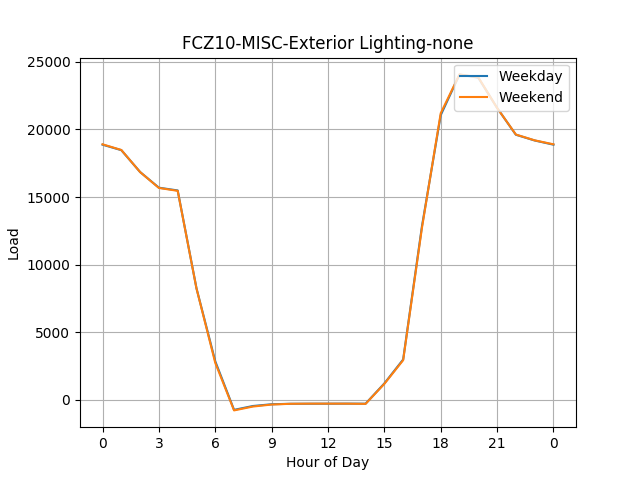 FCZ10-MISC-Exterior Lighting-none
Weekday
Weekend
25000
20000
15000
10000
5000
0
Load
0 3 6 9 12 15 18 21 0
Hour of Day